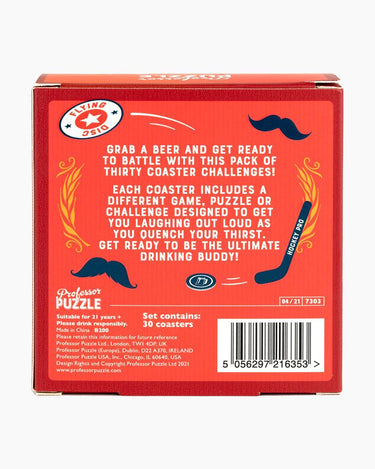 PUZZLE
Professor
FLYING
DISC
GRAB A BEER AND GET READY
TO BATTLE WITH THIS PACK OF
THIRTY COASTER CHALLENGES!
EACH COASTER INCLUDES A
DIFFERENT GAME, PUZZLE OR
CHALLENGE DESIGNED TO GET
YOU LAUGHING OUT LOUD AS
YOU QUENCH YOUR THIRST.
GET READY TO BE THE ULTIMATE
DRINKING BUDDY!
HOCKEY PRO
Professor
PUZZLE
04/21 7303
Suitable for 21 years +
Please drink responsibly.
Made in China B200
Set contains:
30 coasters
Please retain this information for future reference
Professor Puzzle Ltd., London, TW1 4DP, UK
Professor Puzzle (Europe), Dublin, D22 A370, IRELAND
Professor Puzzle USA, Inc., Chicago, IL 60640, USA
Design Rights and Copyright Professor Puzzle Ltd 2021
www.professorpuzzle.com
5 056297 216353 >